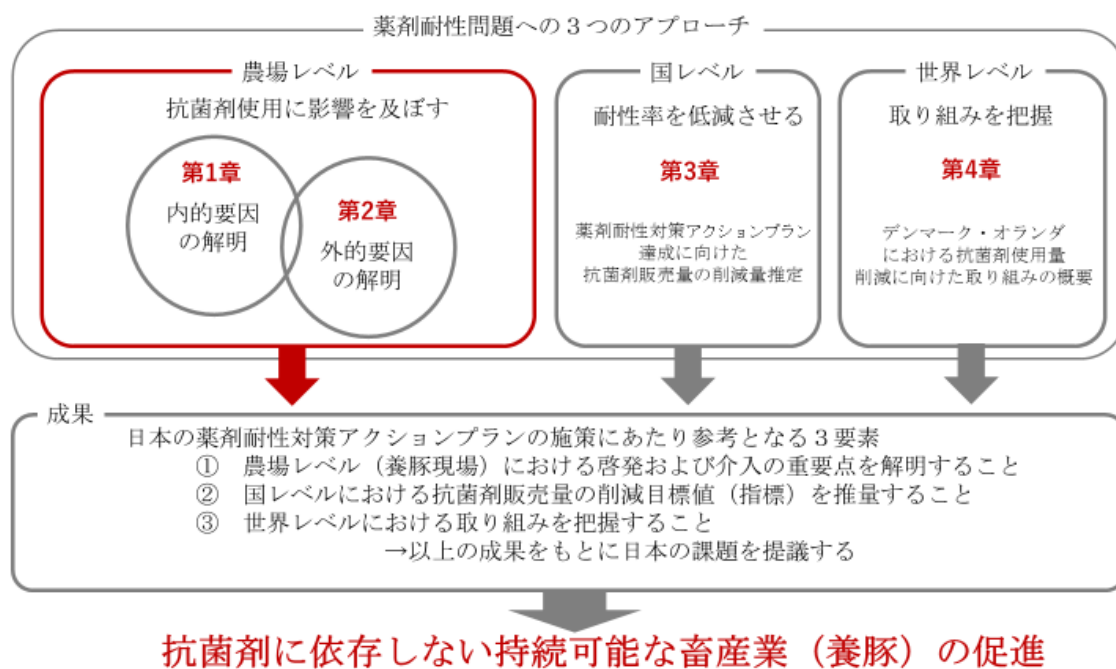 薬剤耐性問題への３つのアプローチ
農場レベル
抗菌剤使用に影響を及ぼす
第1章
内的要因
の解明
第2章
外的要因
の解明
国レベル
耐性率を低減させる
第3章
薬剤耐性対策アクションプラン
達成に向けた
抗菌剤販売量の削減量推定
世界レベル
取り組みを把握
第4章
デンマーク・オランダ
における抗菌剤使用量
削減に向けた取り組みの概要
成果
日本の薬剤耐性対策アクションプランの施策にあたり参考となる３要素
① 農場レベル（養豚現場）における啓発および介入の重要点を解明すること
② 国レベルにおける抗菌剤販売量の削減目標値（指標）を推量すること
③ 世界レベルにおける取り組みを把握すること
→以上の成果をもとに日本の課題を提議する
抗菌剤に依存しない持続可能な畜産業（養豚）の促進